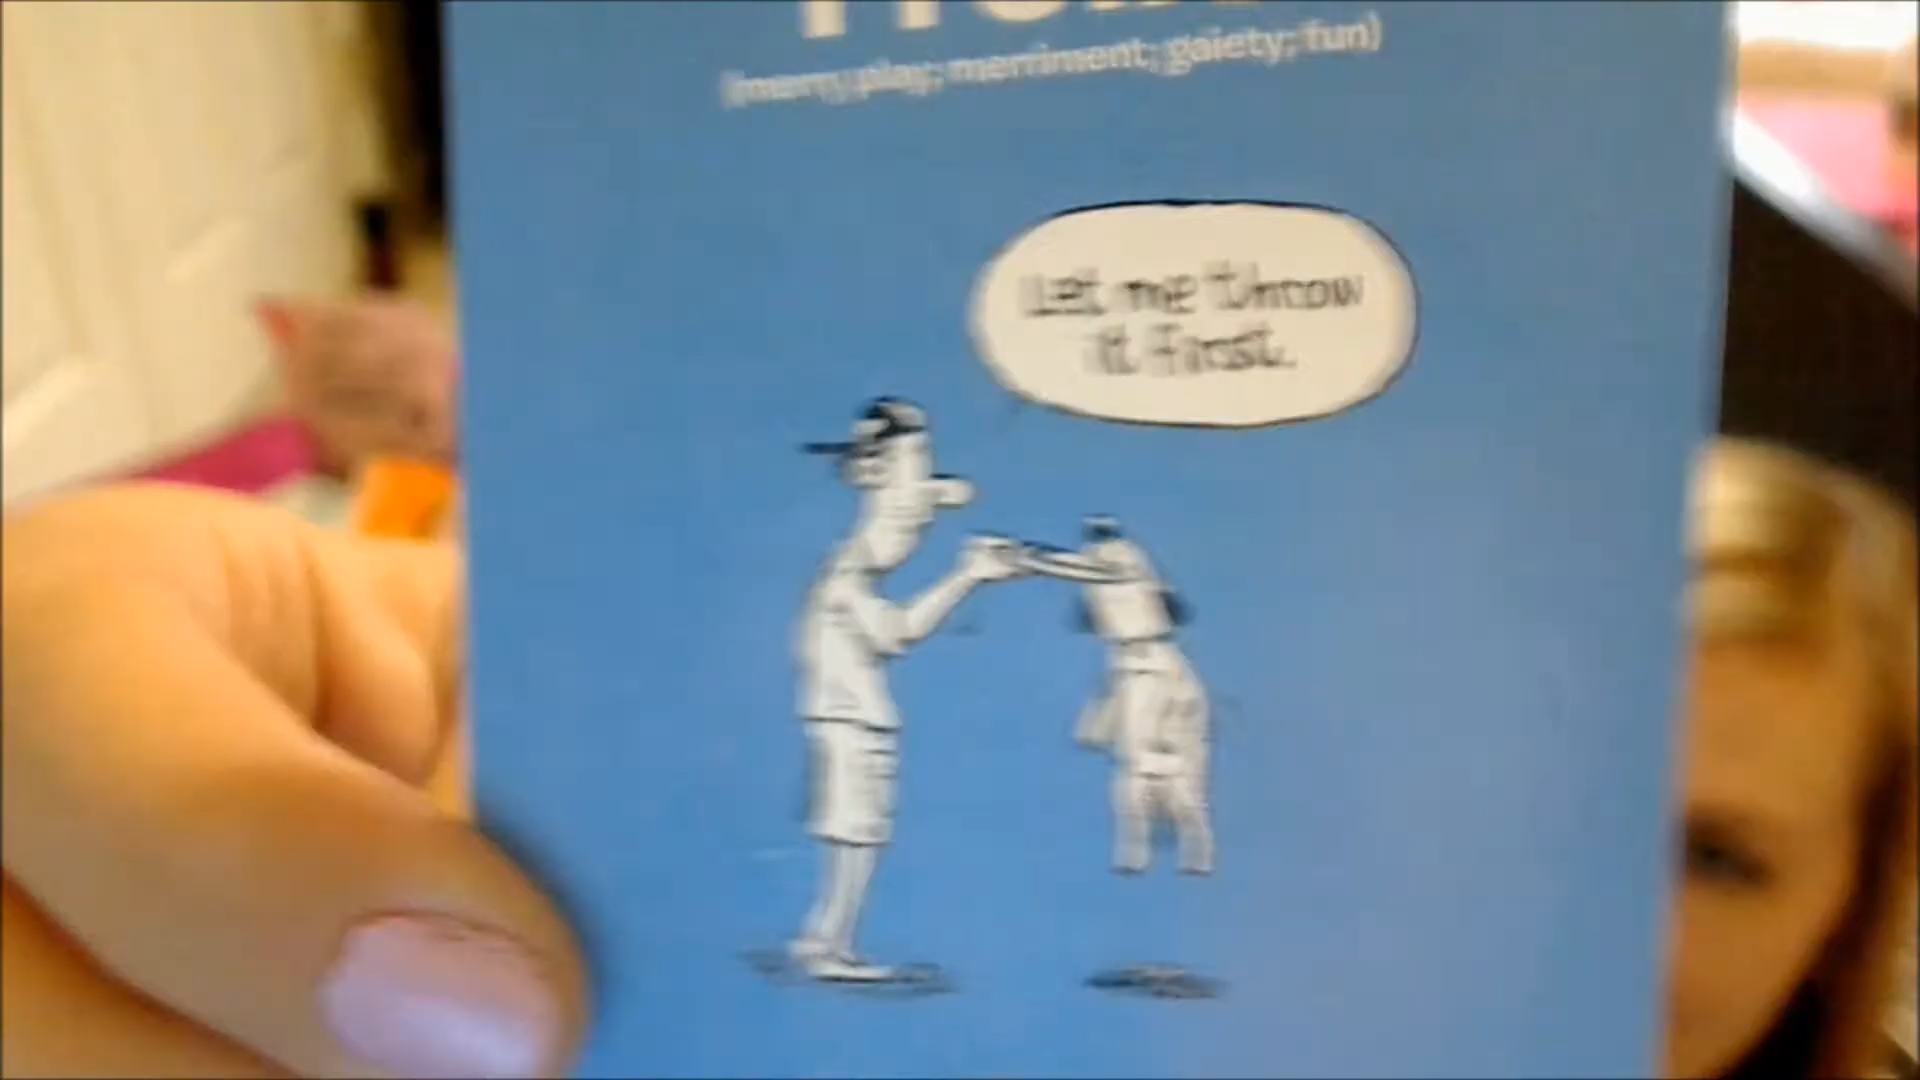 (merry play; merriment; gaiety; fun)
Let me throw
it first.